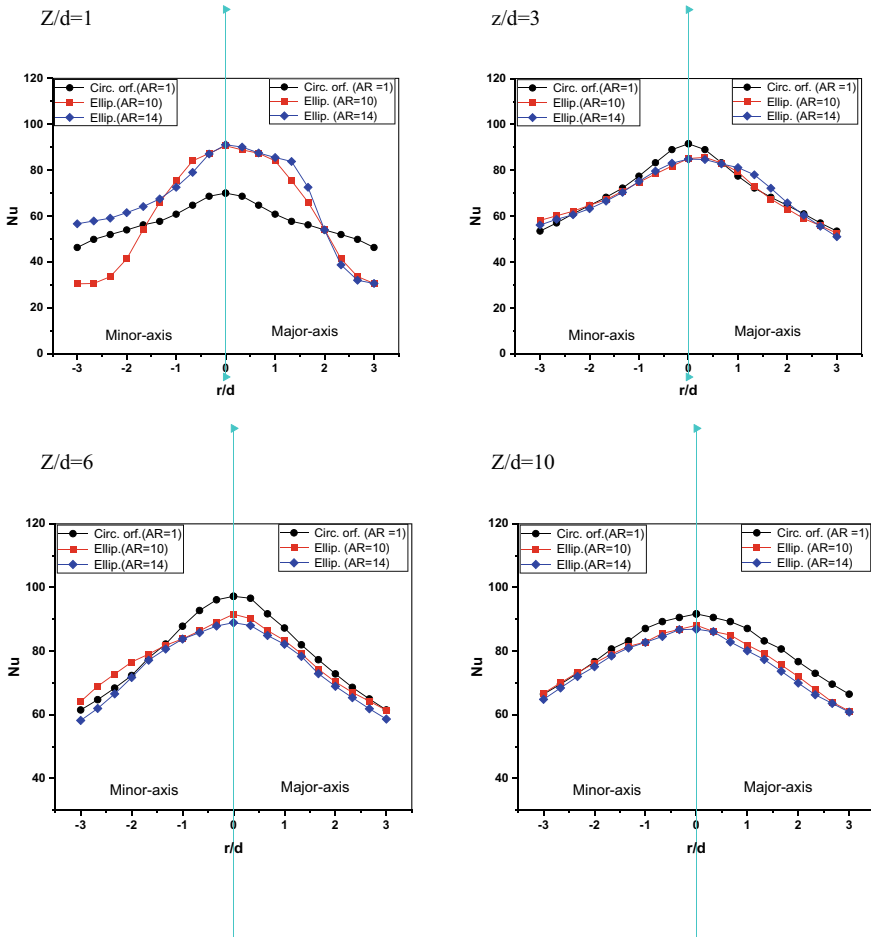 Z/d=1
120
100
80
60
40
20
0
Nu
Circ. orf.(AR=1)
Ellip.(AR=10)
Ellip.(AR=14)
Circ. orf.(AR =1)
Ellip.(AR=10)
Ellip.(AR=14)
Minor-axis
Major-axis
-3 -2 -1 0 1 2 3
r/d
z/d=3
120
100
80
60
40
20
0
Nu
Circ. orf.(AR=1)
Ellip.(AR=10)
Ellip.(AR=14)
Circ. orf.(AR =1)
Ellip.(AR=10)
Ellip.(AR=14)
Minor-axis
Major-axis
-3 -2 -1 0 1 2 3
r/d
Z/d=6
120
100
80
60
40
Nu
Circ. orf.(AR=1)
Ellip.(AR=10)
Ellip.(AR=14)
Circ. orf.(AR =1)
Ellip.(AR=10)
Ellip. (AR=14)
Minor-axis
Major-axis
-3 -2 -1 0 1 2 3
r/d
Z/d=10
120
100
80
60
40
Nu
Circ. orf.(AR=1)
Ellip.(AR=10)
Ellip.(AR=14)
Circ. orf. (AR =1)
Ellip. (AR=10)
Ellip. (AR=14)
Minor-axis
Major-axis
-3 -2 -1 0 1 2 3
r/d